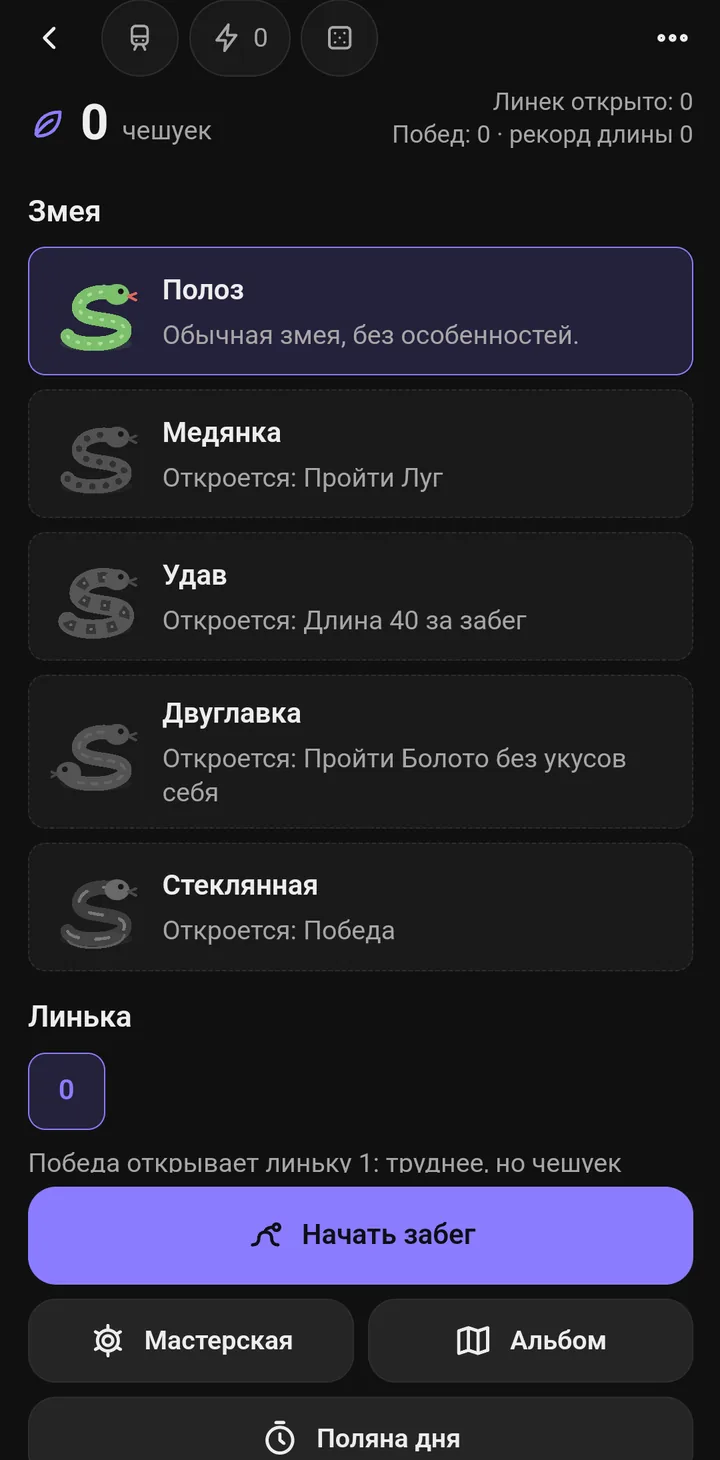 0
0 чешуек
Линек открыто: 0
Побед: 0 · рекорд длины 0
Змея
Полоз
Обычная змея, без особенностей.
Медянка
Откроется: Пройти Луг
Удав
Откроется: Длина 40 за забег
Двуглавка
Откроется: Пройти Болото без укусов
себя
Стеклянная
Откроется: Победа
Линька
0
Победа открывает линьку 1: труднее, но чешуек
Начать забег
Мастерская
Альбом
Поляна дня